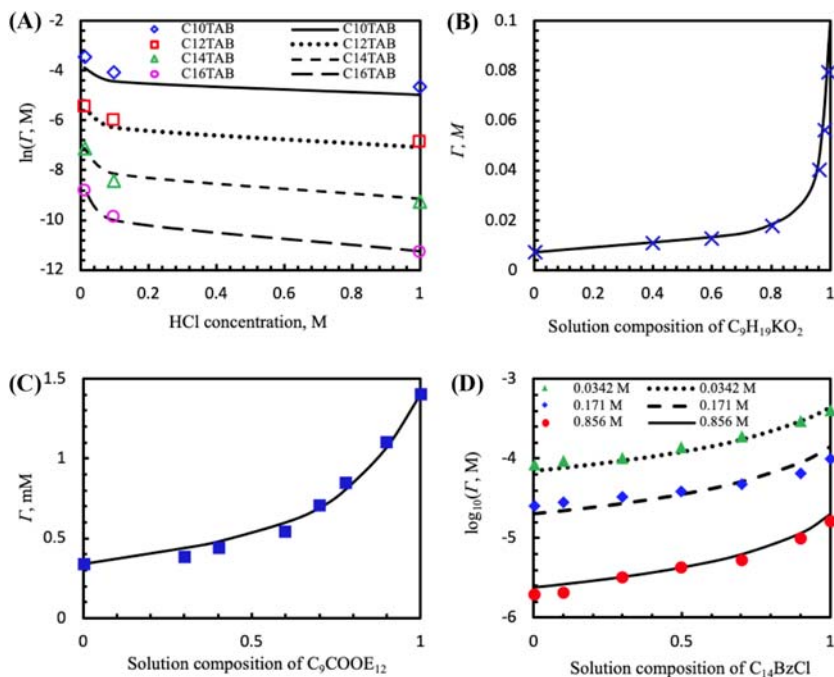 (A)
-2
-4
-6
-8
-10
-12
ln(Γ, M)
C10TAB
C12TAB
C14TAB
C16TAB
C10TAB
C12TAB
C14TAB
C16TAB
0 0.2 0.4 0.6 0.8 1
HCl concentration, M
(B)
0.1
0.08
0.06
0.04
0.02
0
Γ, M
0 0.2 0.4 0.6 0.8 1
Solution composition of C₉H₁₉KO₂
(C)
1.5
1
0.5
0
Γ, mM
0 0.5 1
Solution composition of C₉COOE₁₂
(D)
-3
-4
-5
-6
log₁₀(Γ, M)
0.0342 M 0.0342 M
0.171 M 0.171 M
0.856 M 0.856 M
0 0.5 1
Solution composition of C₁₄BzCl